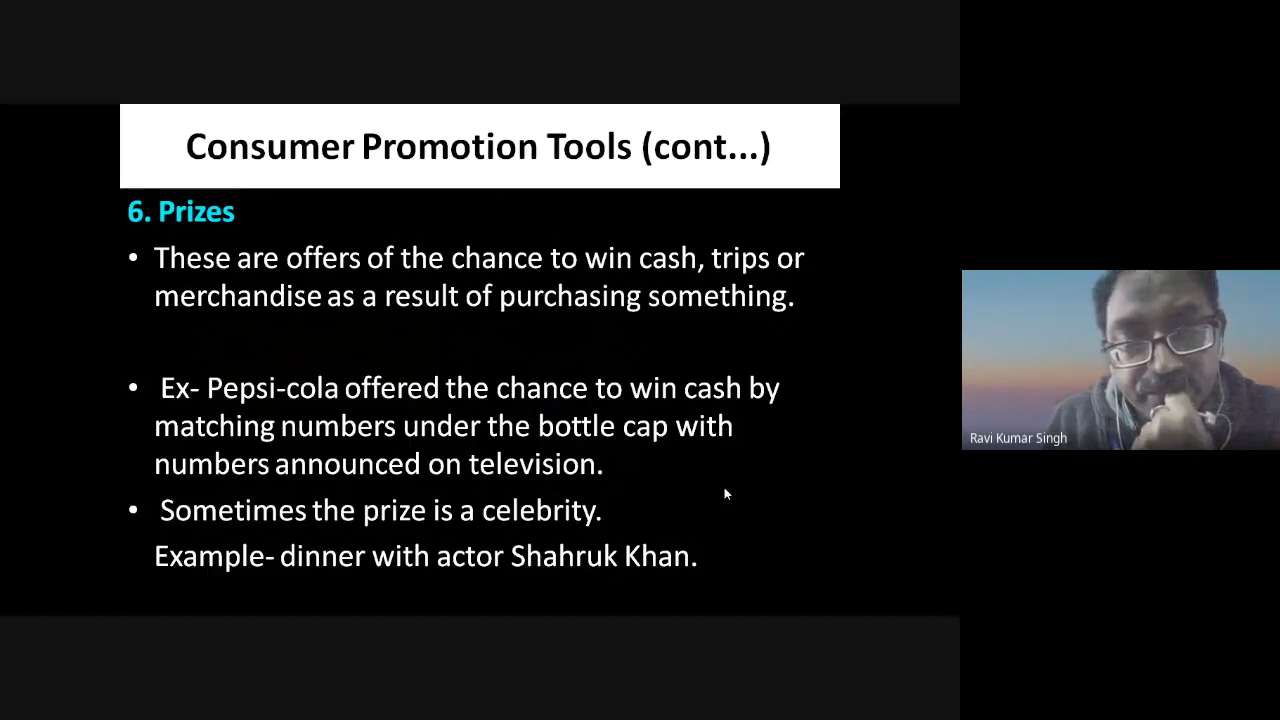 Consumer Promotion Tools (cont...)
6. Prizes
• These are offers of the chance to win cash, trips or
merchandise as a result of purchasing something.
• Ex- Pepsi-cola offered the chance to win cash by
matching numbers under the bottle cap with
numbers announced on television.
• Sometimes the prize is a celebrity.
Example- dinner with actor Shahruk Khan.
Ravi Kumar Singh